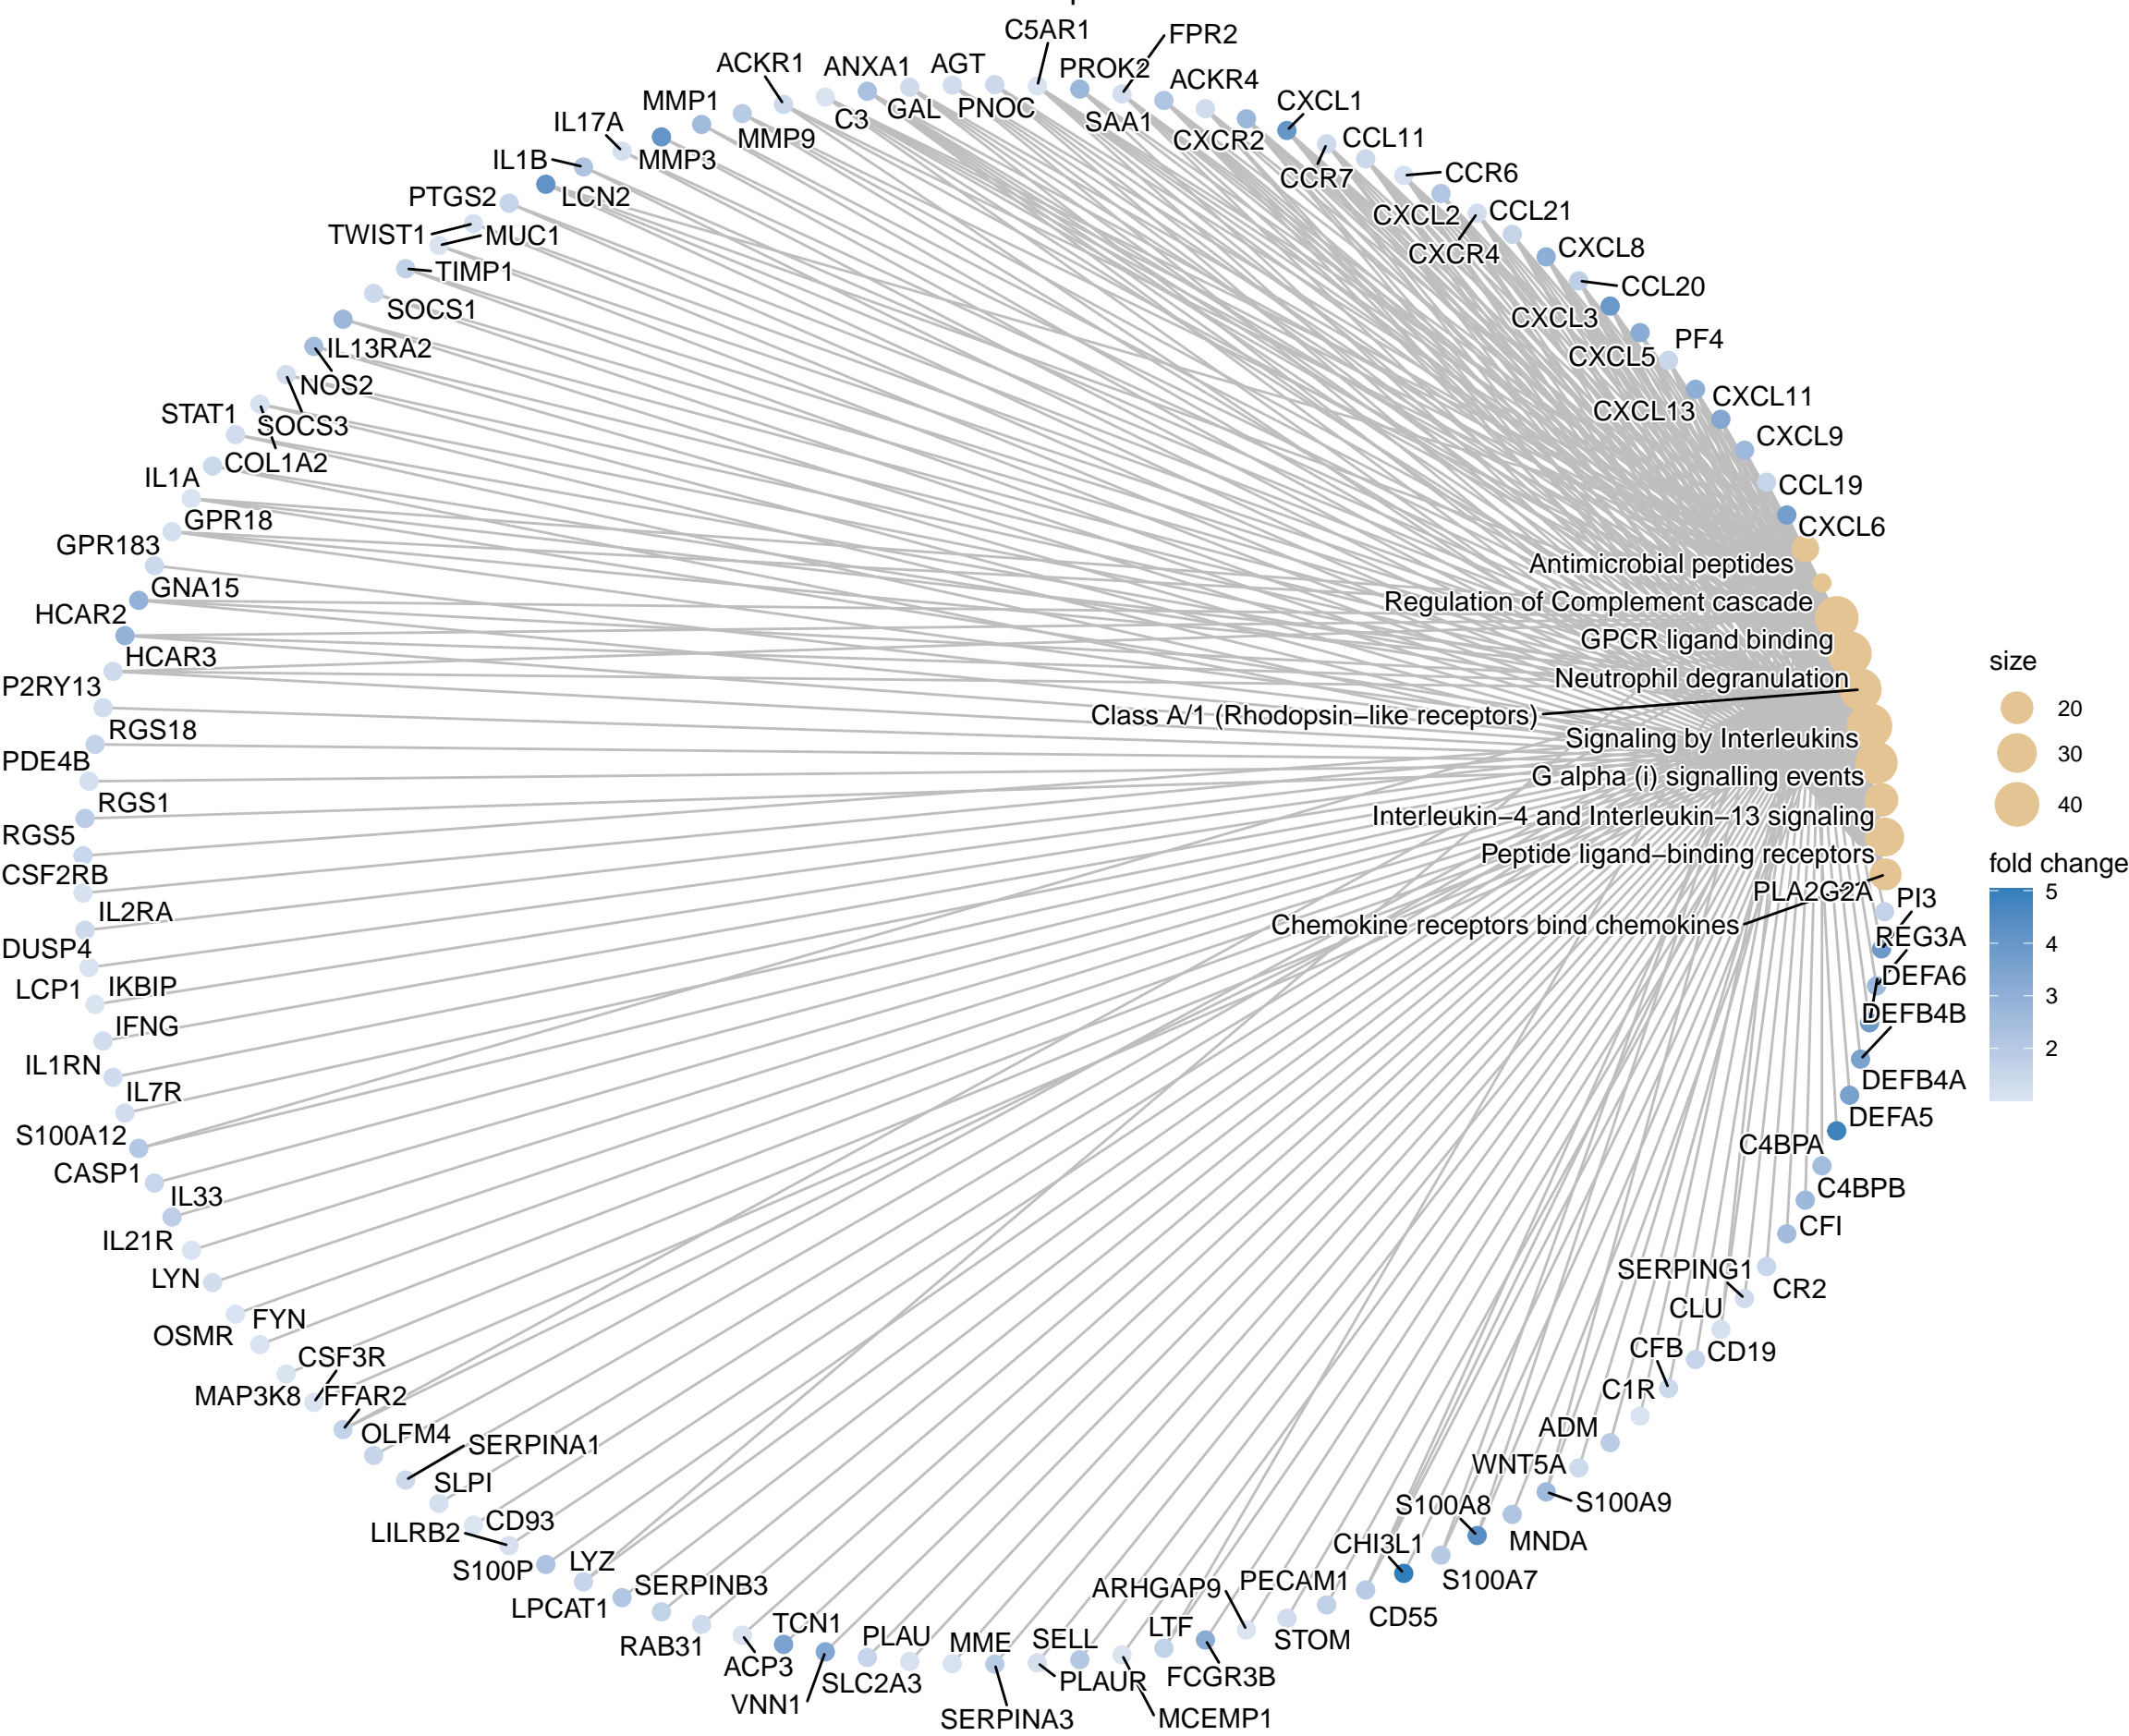 C5AR1
FPR2
ACKR1
ANXA1
AGT
PROK2
ACKR4
MMP1
C3
GAL
PNOC
SAA1
CXCL1
IL17A
MMP9
CXCR2
CCL11
IL1B
MMP3
CCR7
CCR6
PTGS2
LCN2
CXCL2
CCL21
TWIST1
MUC1
CXCR4
CXCL8
TIMP1
CCL20
SOCS1
CXCL3
PF4
IL13RA2
CXCL5
NOS2
CXCL11
STAT1
SOCS3
CXCL13
CXCL9
COL1A2
IL1A
CCL19
GPR18
CXCL6
GPR183
Antimicrobial peptides
GNA15
Regulation of Complement cascade
HCAR2
GPCR ligand binding
HCAR3
Neutrophil degranulation
P2RY13
Class A/1 (Rhodopsin−like receptors)
RGS18
Signaling by Interleukins
PDE4B
G alpha (i) signalling events
RGS1
Interleukin−4 and Interleukin−13 signaling
RGS5
Peptide ligand−binding receptors
CSF2RB
PLA2G2A
PI3
IL2RA
Chemokine receptors bind chemokines
REG3A
DUSP4
DEFA6
LCP1
IKBIP
DEFB4B
IFNG
IL1RN
DEFB4A
IL7R
DEFA5
S100A12
C4BPA
CASP1
C4BPB
IL33
CFI
IL21R
SERPING1
LYN
CR2
CLU
FYN
OSMR
CFB
CD19
CSF3R
MAP3K8
FFAR2
C1R
OLFM4
ADM
SERPINA1
WNT5A
SLPI
S100A9
S100A8
CD93
LILRB2
MNDA
CHI3L1
S100P
LYZ
S100A7
SERPINB3
ARHGAP9
PECAM1
LPCAT1
CD55
TCN1
LTF
RAB31
PLAU
MME
SELL
STOM
ACP3
SLC2A3
PLAUR
FCGR3B
VNN1
SERPINA3
MCEMP1
size
20
30
40
fold change
5
4
3
2